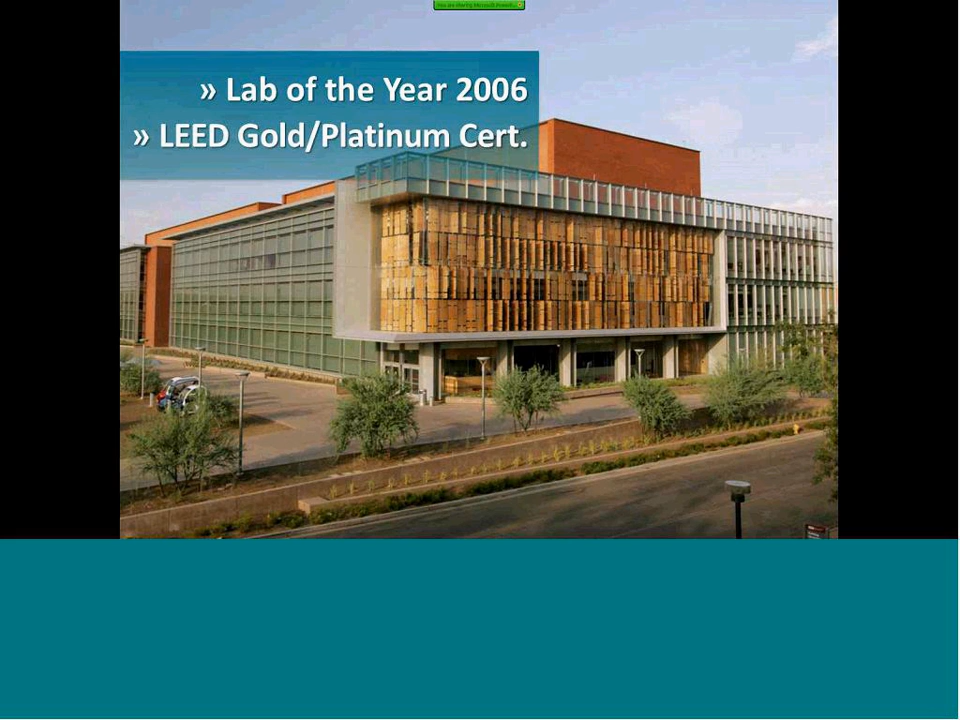 » Lab of the Year 2006
» LEED Gold/Platinum Cert.